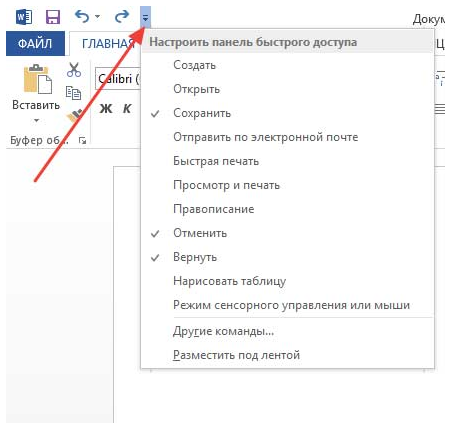 Докум
ФАЙЛ ГЛАВНАЯ
Настроить панель быстрого доступа
Создать
Calibri (
Открыть
Вставить
Ж К
Сохранить
Отправить по электронной почте
Буфер об...
Быстрая печать
Просмотр и печать
Правописание
Отменить
Вернуть
Нарисовать таблицу
Режим сенсорного управления или мыши
Другие команды...
Разместить под лентой